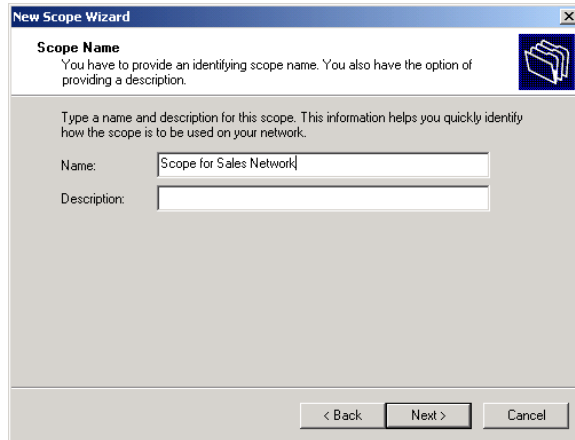 New Scope Wizard
Scope Name
You have to provide an identifying scope name. You also have the option of
providing a description.
Type a name and description for this scope. This information helps you quickly identify
how the scope is to be used on your network.
Name: Scope for Sales Network
Description:
< Back Next > Cancel